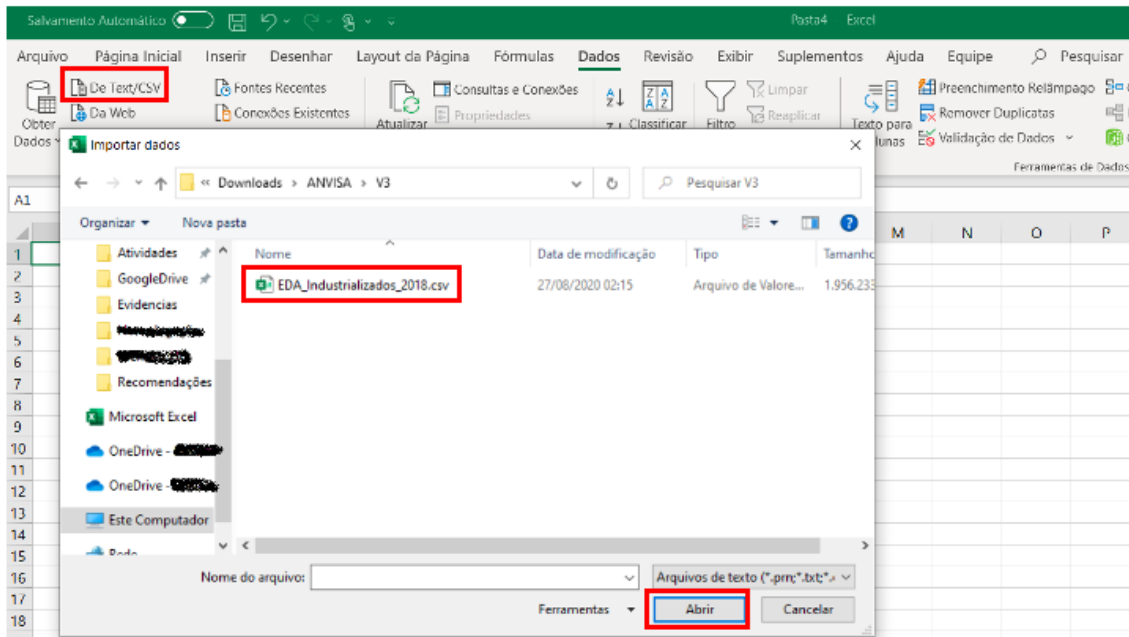 Salvamento Automático Pasta4 Excel
Arquivo Página Inicial Inserir Desenhar Layout da Página Fórmulas Dados Revisão Exibir Suplementos Ajuda Equipe Pesquisar
De Text/CSV Fontes Recentes Consultas e Conexões Limpar Preenchimento Relâmpago
Da Web Conexões Existentes Propriedades Reaplicar Remover Duplicatas
Obter Atualizar Classificar Filtro Texto para
Dados lunas Validação de Dados
Ferramentas de Dados
Importar dados
« Downloads > ANVISA > V3 Pesquisar V3
A1
Organizar Nova pasta
M N O P
Nome Data de modificação Tipo Tamanho
Atividades
GoogleDrive
EDA_Industrializados_2018.csv 27/08/2020 02:15 Arquivo de Valore... 1.956.233
Evidencias
Recomendações
Microsoft Excel
OneDrive -
OneDrive -
Este Computador
Rede
1
2
3
4
5
6
7
8
9
10
11
12
13
14
15
16
17
18
Nome do arquivo: Arquivos de texto (*.prn;*.txt;*.
Ferramentas Abrir Cancelar